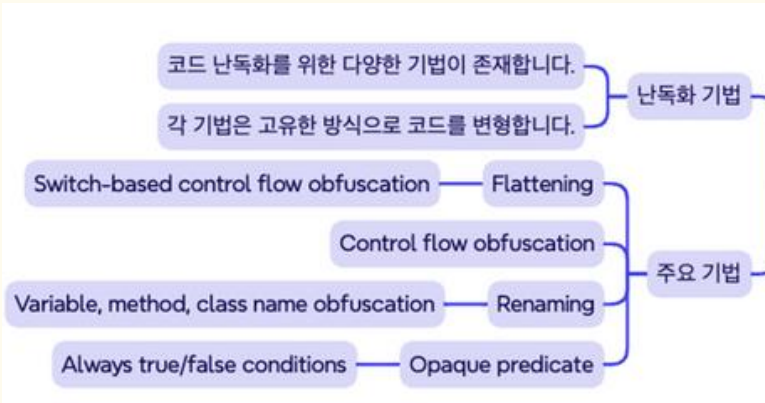 코드 난독화를 위한 다양한 기법이 존재합니다.
난독화 기법
각 기법은 고유한 방식으로 코드를 변형합니다.
Switch-based control flow obfuscation
Flattening
Control flow obfuscation
주요 기법
Variable, method, class name obfuscation
Renaming
Always true/false conditions
Opaque predicate